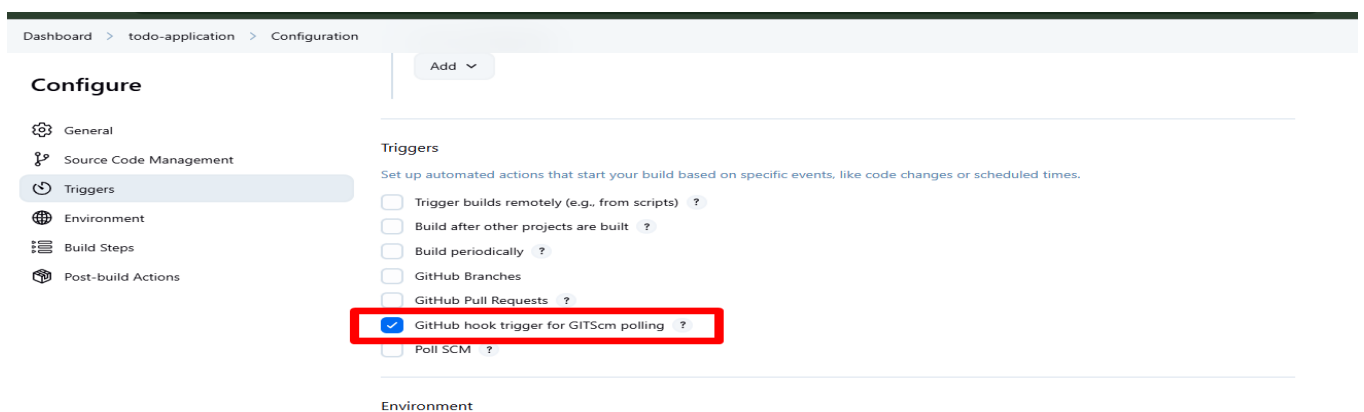 Dashboard > todo-application > Configuration
Configure
General
Source Code Management
Triggers
Environment
Build Steps
Post-build Actions
Add
Triggers
Set up automated actions that start your build based on specific events, like code changes or scheduled times.
Trigger builds remotely (e.g., from scripts) ?
Build after other projects are built ?
Build periodically ?
GitHub Branches
GitHub Pull Requests ?
GitHub hook trigger for GITScm polling ?
Poll SCM ?
Environment